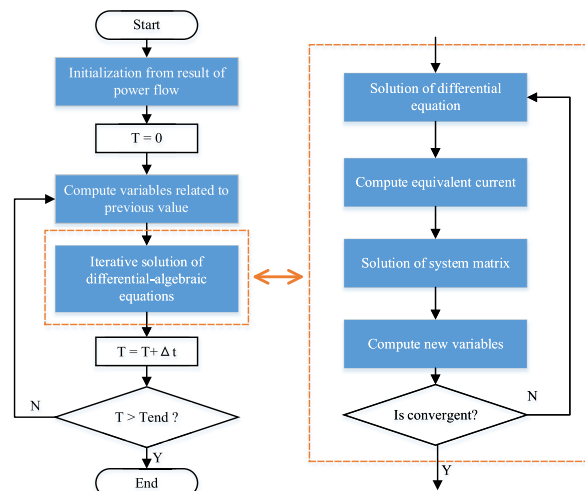 Start
Initialization from result of
power flow
T = 0
Compute variables related to
previous value
Iterative solution of
differential-algebraic
equations
T = T+ Δ t
N
T > Tend ?
Y
End
Solution of differential
equation
Compute equivalent current
Solution of system matrix
Compute new variables
N
Is convergent?
Y